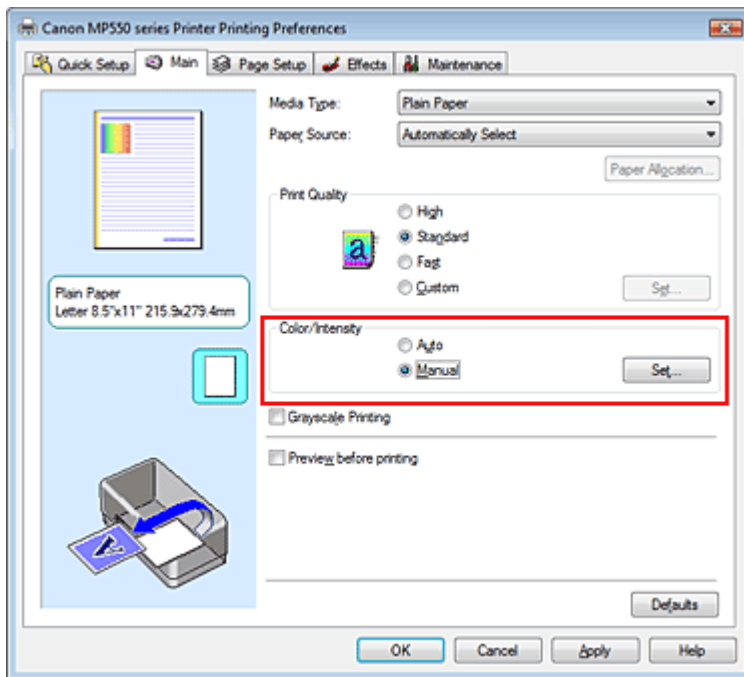 Canon MP550 series Printer Printing Preferences
Quick Setup Main Page Setup Effects Maintenance
Media Type: Plain Paper
Paper Source: Automatically Select
Paper Allocation...
Print Quality
High
Standard
Fast
Custom Set...
Plain Paper
Letter 8.5"x11" 215.9x279.4mm
Color/Intensity
Auto
Manual Set...
Grayscale Printing
Preview before printing
Defaults
OK Cancel Apply Help